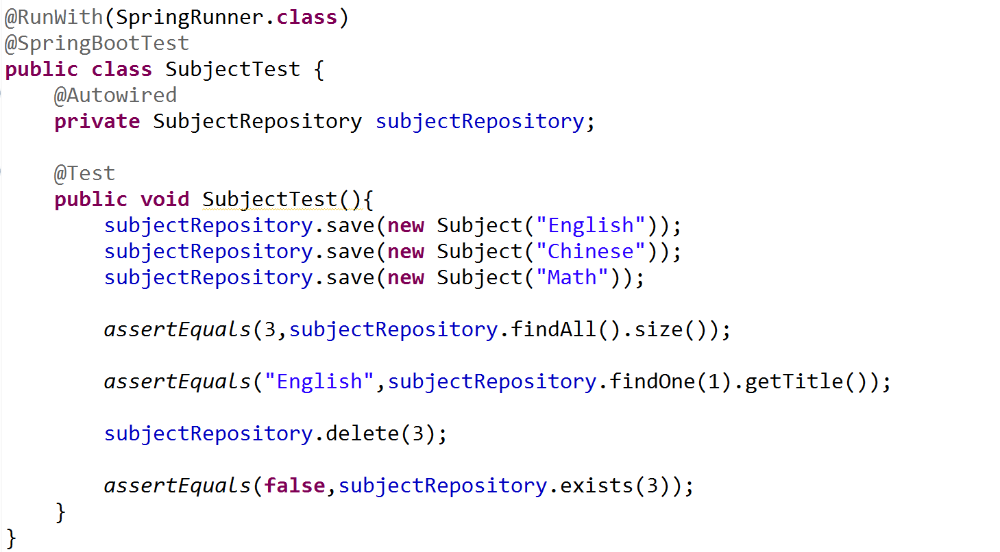 @RunWith(SpringRunner.class)
@SpringBootTest
public class SubjectTest {
    @Autowired
    private SubjectRepository subjectRepository;

    @Test
    public void SubjectTest(){
        subjectRepository.save(new Subject("English"));
        subjectRepository.save(new Subject("Chinese"));
        subjectRepository.save(new Subject("Math"));

        assertEquals(3,subjectRepository.findAll().size());

        assertEquals("English",subjectRepository.findOne(1).getTitle());

        subjectRepository.delete(3);

        assertEquals(false,subjectRepository.exists(3));
    }
}